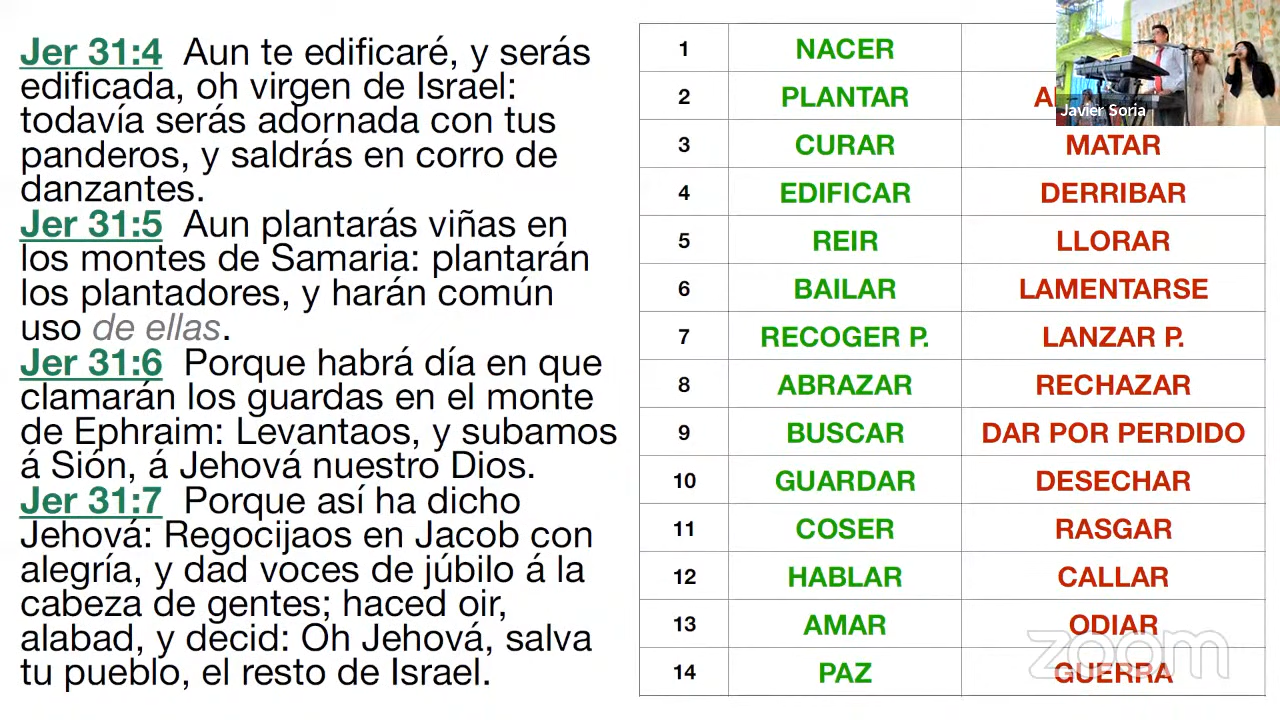 Jer 31:4 Aun te edificaré, y serás
edificada, oh virgen de Israel:
todavía serás adornada con tus
panderos, y saldrás en corro de
danzantes.
Jer 31:5 Aun plantarás viñas en
los montes de Samaria: plantarán
los plantadores, y harán común
uso de ellas.
Jer 31:6 Porque habrá día en que
clamarán los guardas en el monte
de Ephraim: Levantaos, y subamos
á Sión, á Jehová nuestro Dios.
Jer 31:7 Porque así ha dicho
Jehová: Regocijaos en Jacob con
alegría, y dad voces de júbilo á la
cabeza de gentes; haced oir,
alabad, y decid: Oh Jehová, salva
tu pueblo, el resto de Israel.
1 NACER
2 PLANTAR
3 CURAR MATAR
4 EDIFICAR DERRIBAR
5 REIR LLORAR
6 BAILAR LAMENTARSE
7 RECOGER P. LANZAR P.
8 ABRAZAR RECHAZAR
9 BUSCAR DAR POR PERDIDO
10 GUARDAR DESECHAR
11 COSER RASGAR
12 HABLAR CALLAR
13 AMAR ODIAR
14 PAZ GUERRA
Javier Soria
zoom